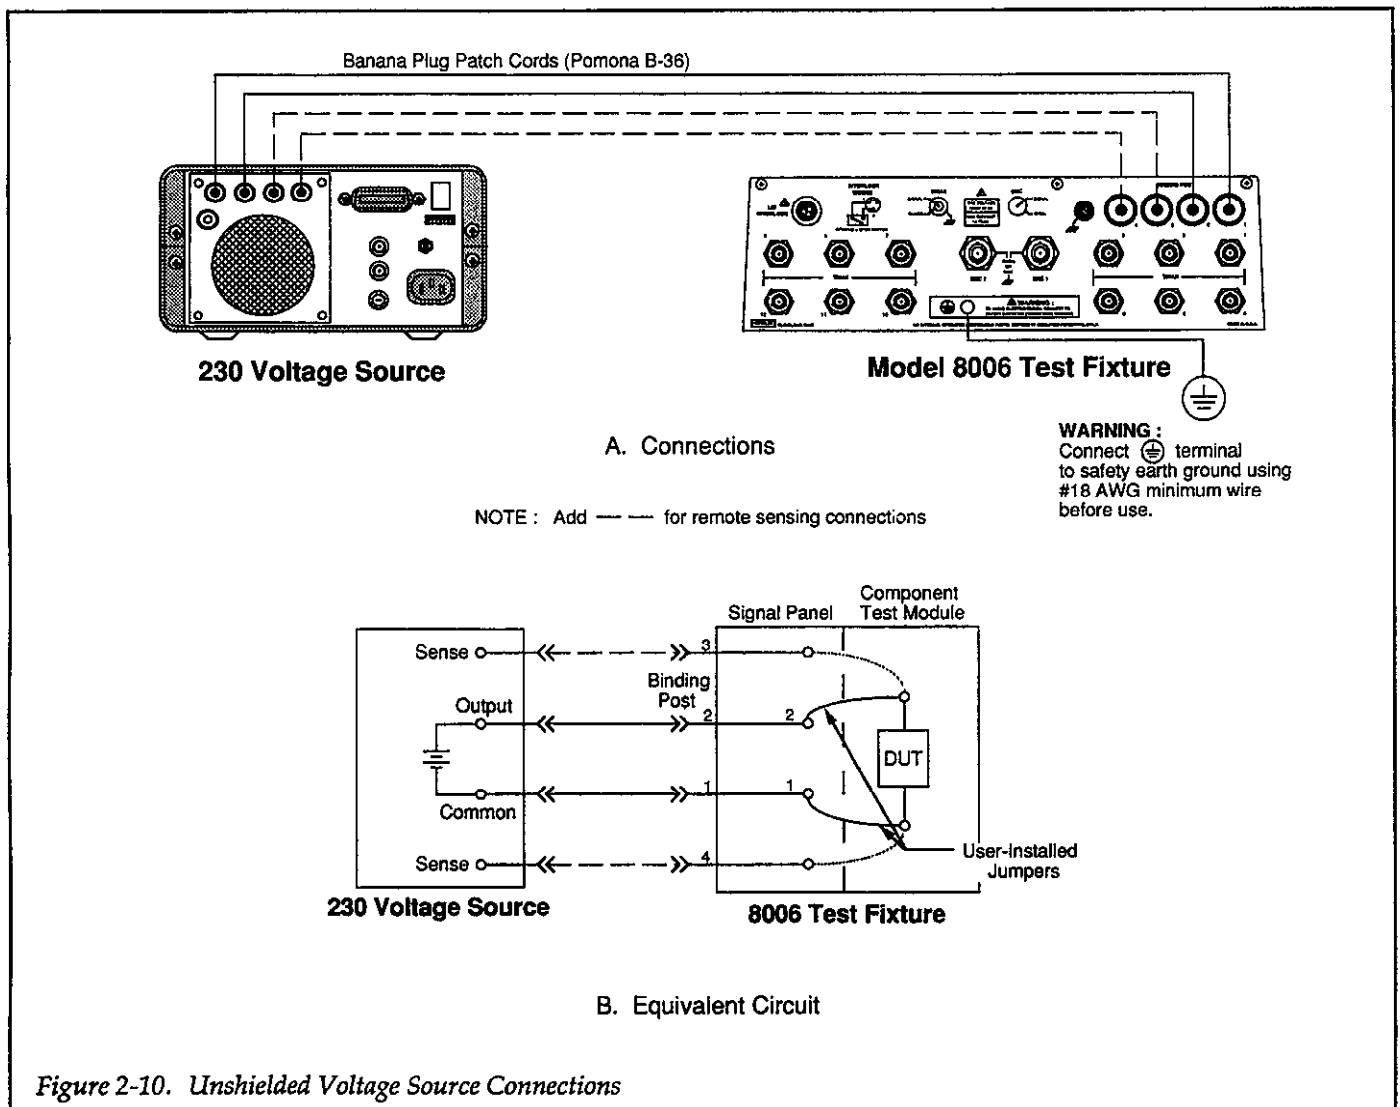 Banana Plug Patch Cords (Pomona B-36)
230 Voltage Source
WARNING :
Model 8006 Test Fixture
WARNING :
Connect terminal
to safety earth ground using
#18 AWG minimum wire
before use.
A. Connections
NOTE : Add — — for remote sensing connections
Signal Panel
Component
Test Module
Sense
3
Binding
Post
Output
2
2
DUT
1
1
Common
Sense
4
User-Installed
Jumpers
230 Voltage Source
8006 Test Fixture
B. Equivalent Circuit
Figure 2-10. Unshielded Voltage Source Connections